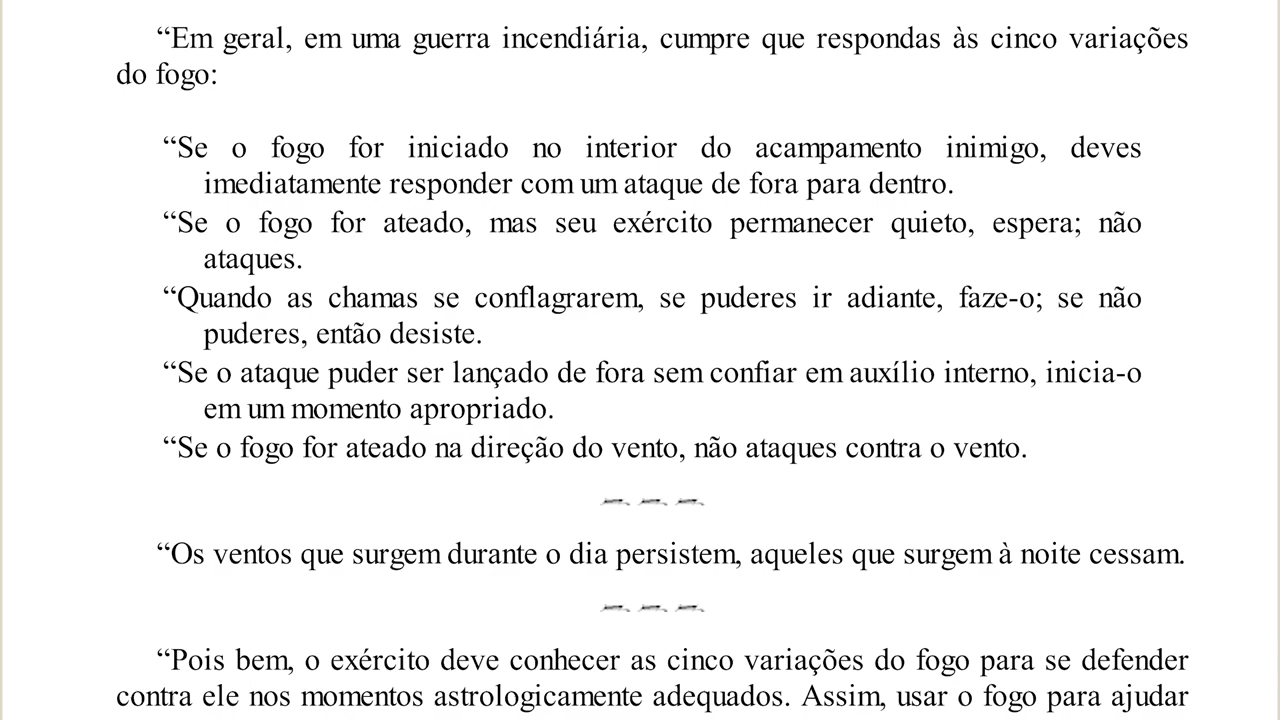 “Em geral, em uma guerra incendiária, cumpre que respondas às cinco variações
do fogo:
“Se o fogo for iniciado no interior do acampamento inimigo, deves
imediatamente responder com um ataque de fora para dentro.
“Se o fogo for ateado, mas seu exército permanecer quieto, espera; não
ataques.
“Quando as chamas se conflagrarem, se puderes ir adiante, faze-o; se não
puderes, então desiste.
“Se o ataque puder ser lançado de fora sem confiar em auxílio interno, inicia-o
em um momento apropriado.
“Se o fogo for ateado na direção do vento, não ataques contra o vento.
“Os ventos que surgem durante o dia persistem, aqueles que surgem à noite cessam.
“Pois bem, o exército deve conhecer as cinco variações do fogo para se defender
contra ele nos momentos astrologicamente adequados. Assim, usar o fogo para ajudar